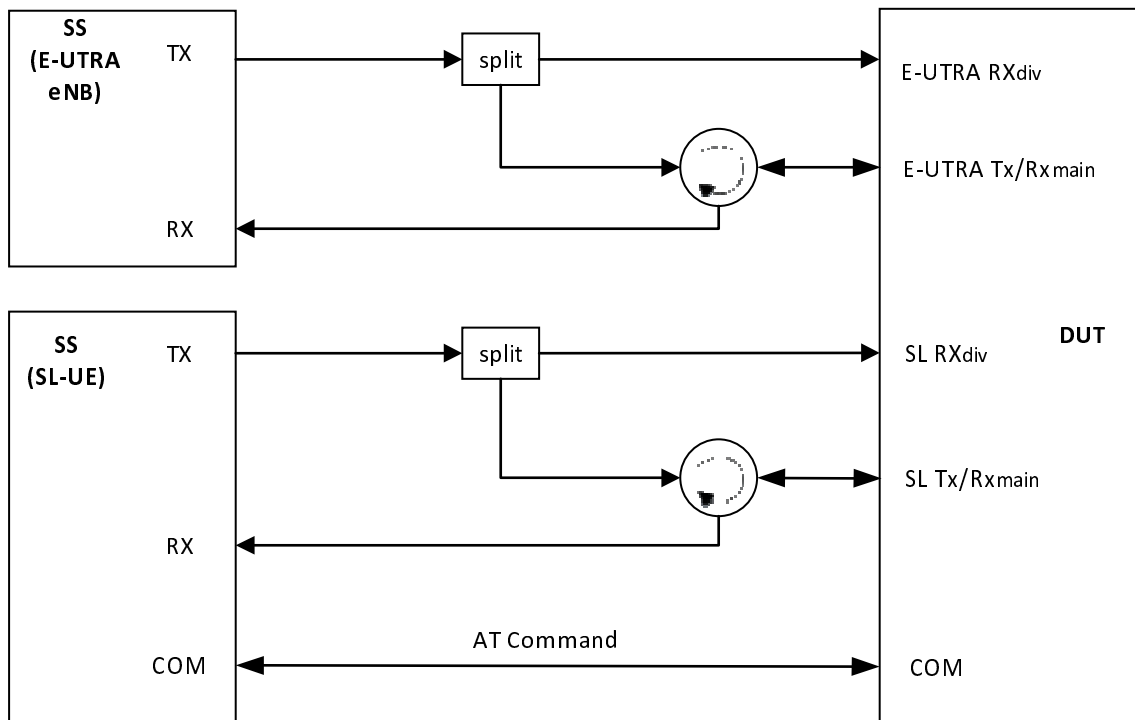 SS
(E-UTRA
eNB)
TX
RX
split
E-UTRA RXdiv
E-UTRA Tx/Rxmain
SS
(SL-UE)
TX
RX
COM
split
SL RXdiv
SL Tx/Rxmain
DUT
AT Command
COM